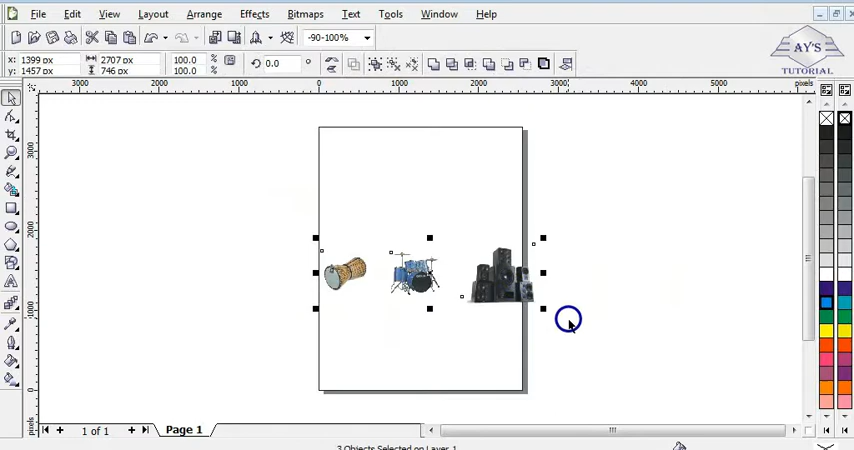 File Edit View Layout Arrange Effects Bitmaps Text Tools Window Help
-90-100%
AY'S
TUTORIAL
x: 1399 px 2707 px 100.0 % 0.0 °
y: 1457 px 746 px 100.0 %
3000 2000 1000 0 1000 2000 3000 4000 5000 pixels
3000
2000
1000
0
pixels
1 of 1 Page 1
3 Objects Selected on Layer 1